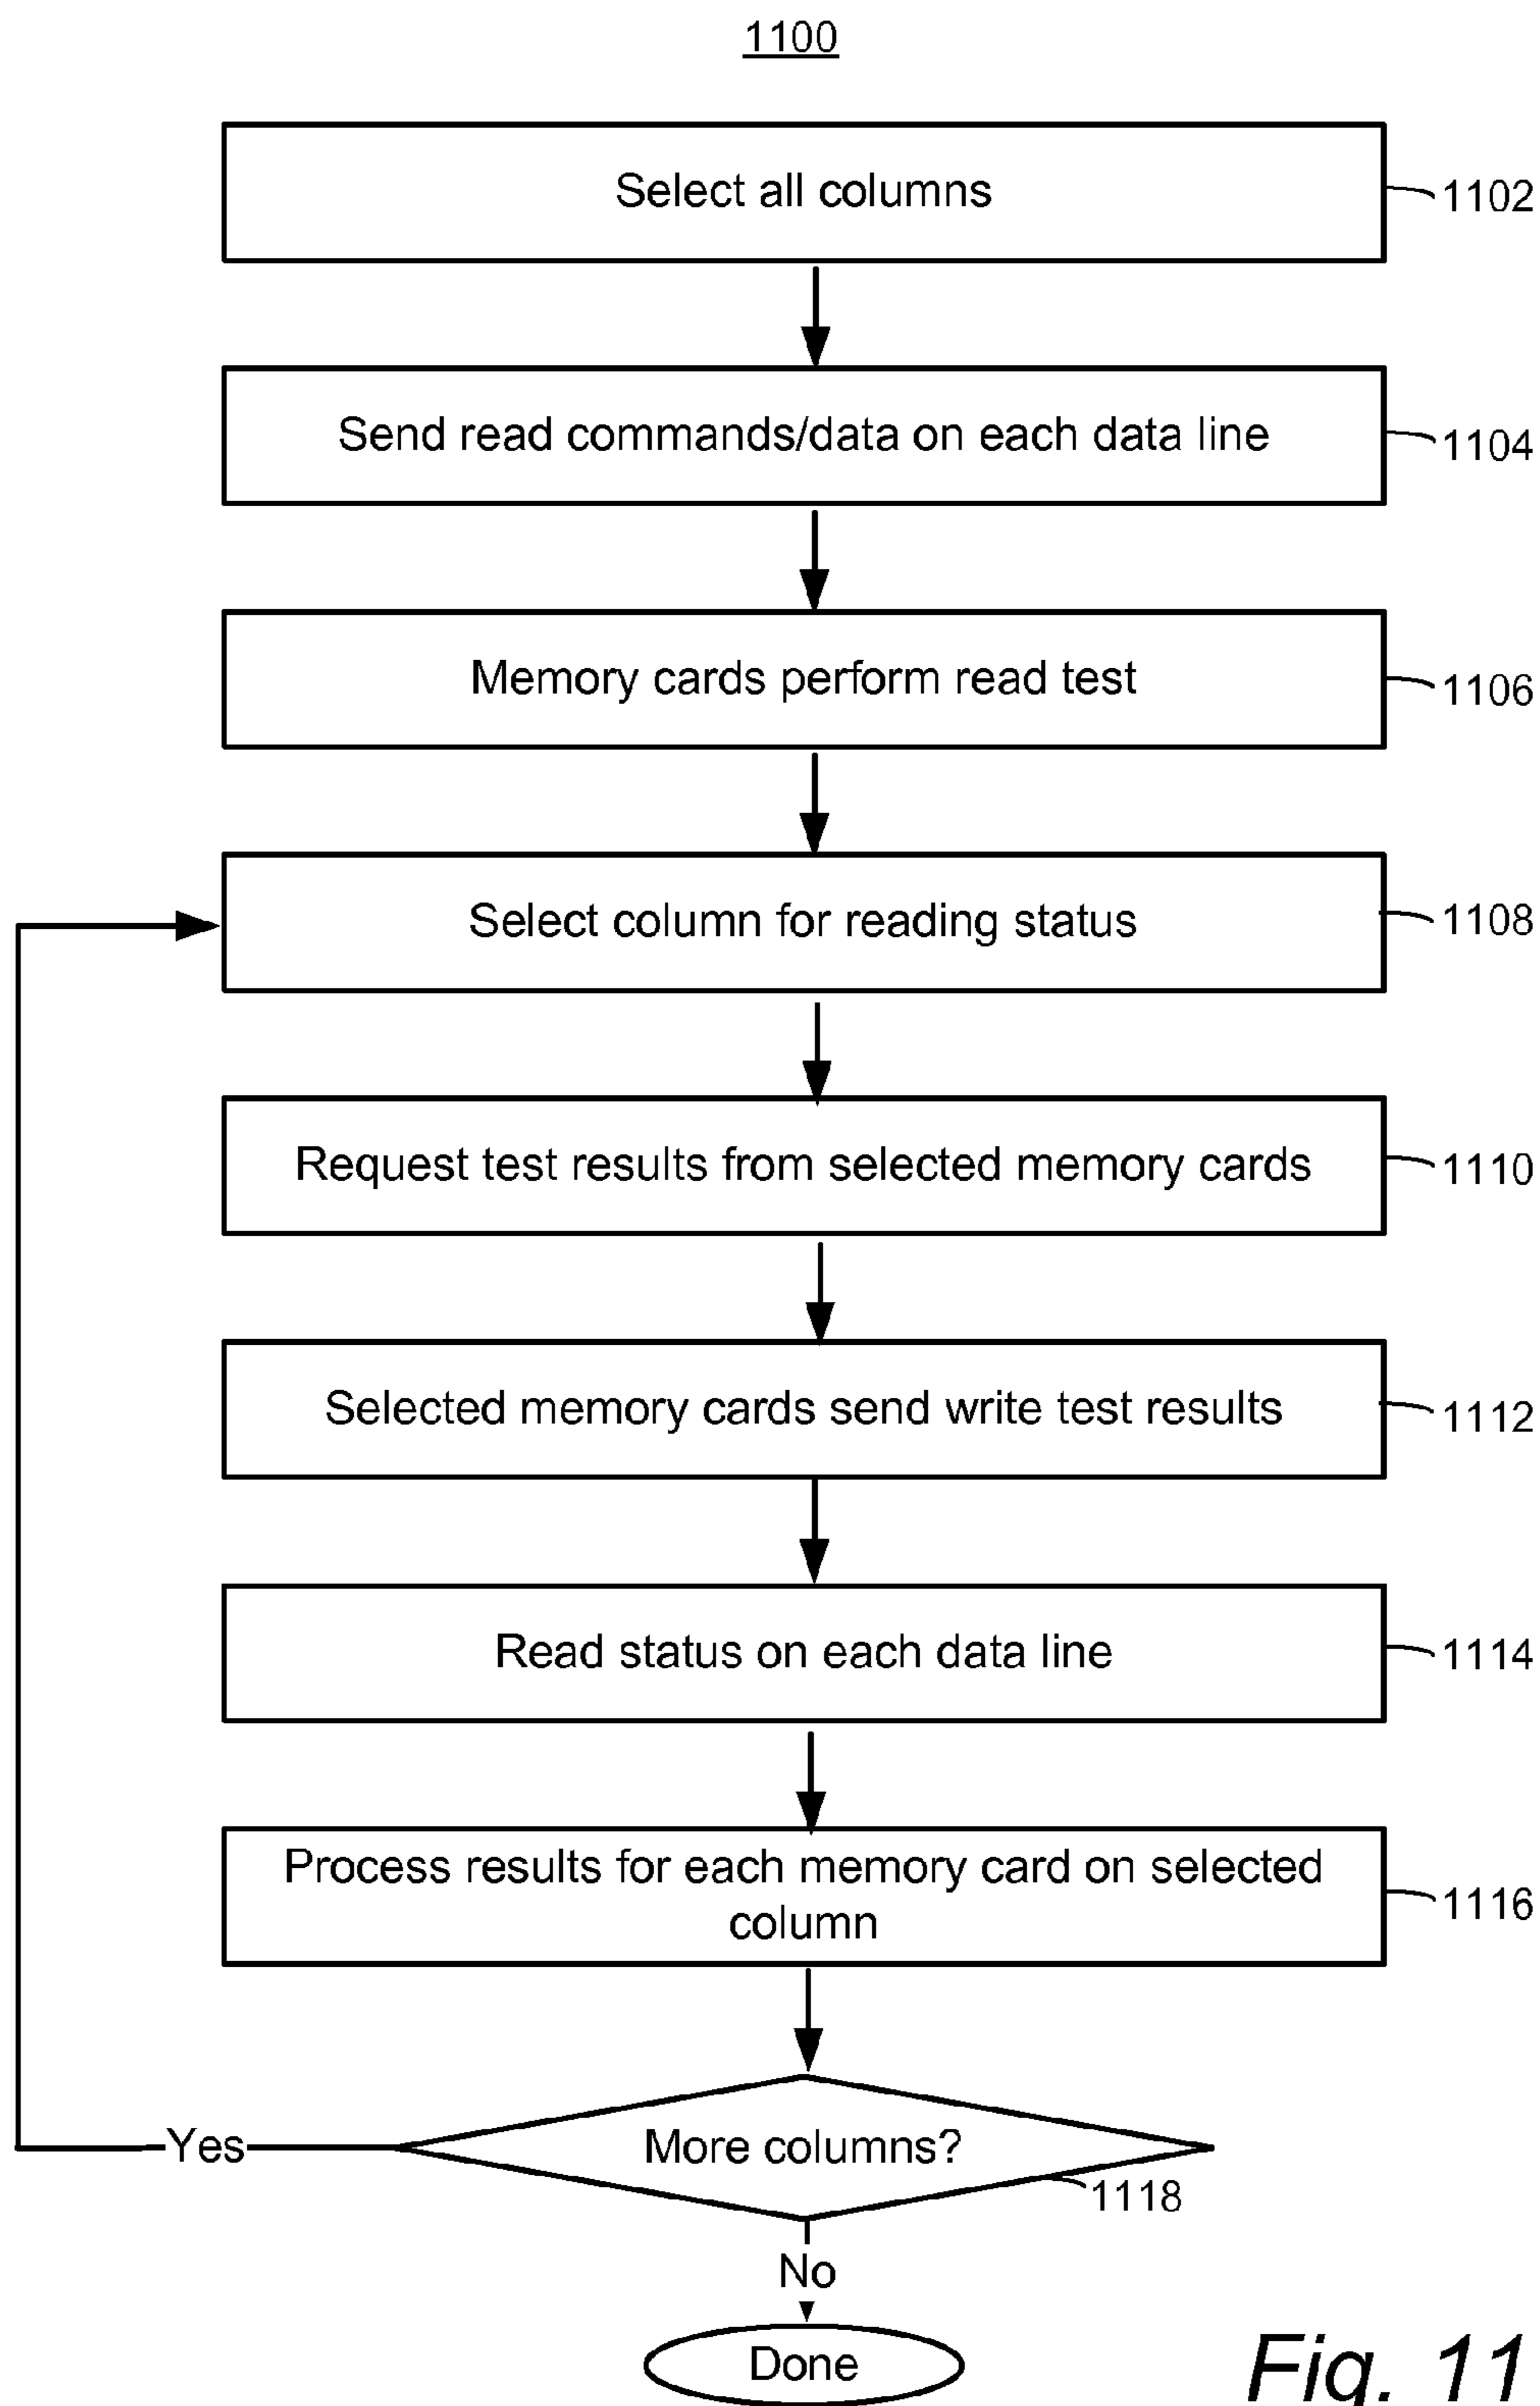 1100
Select all columns
1102
Send read commands/data on each data line
1104
Memory cards perform read test
1106
Select column for reading status
1108
Request test results from selected memory cards
1110
Selected memory cards send write test results
1112
Read status on each data line
1114
Process results for each memory card on selected
column
1116
More columns?
Yes
1118
No
Done
Fig. 11